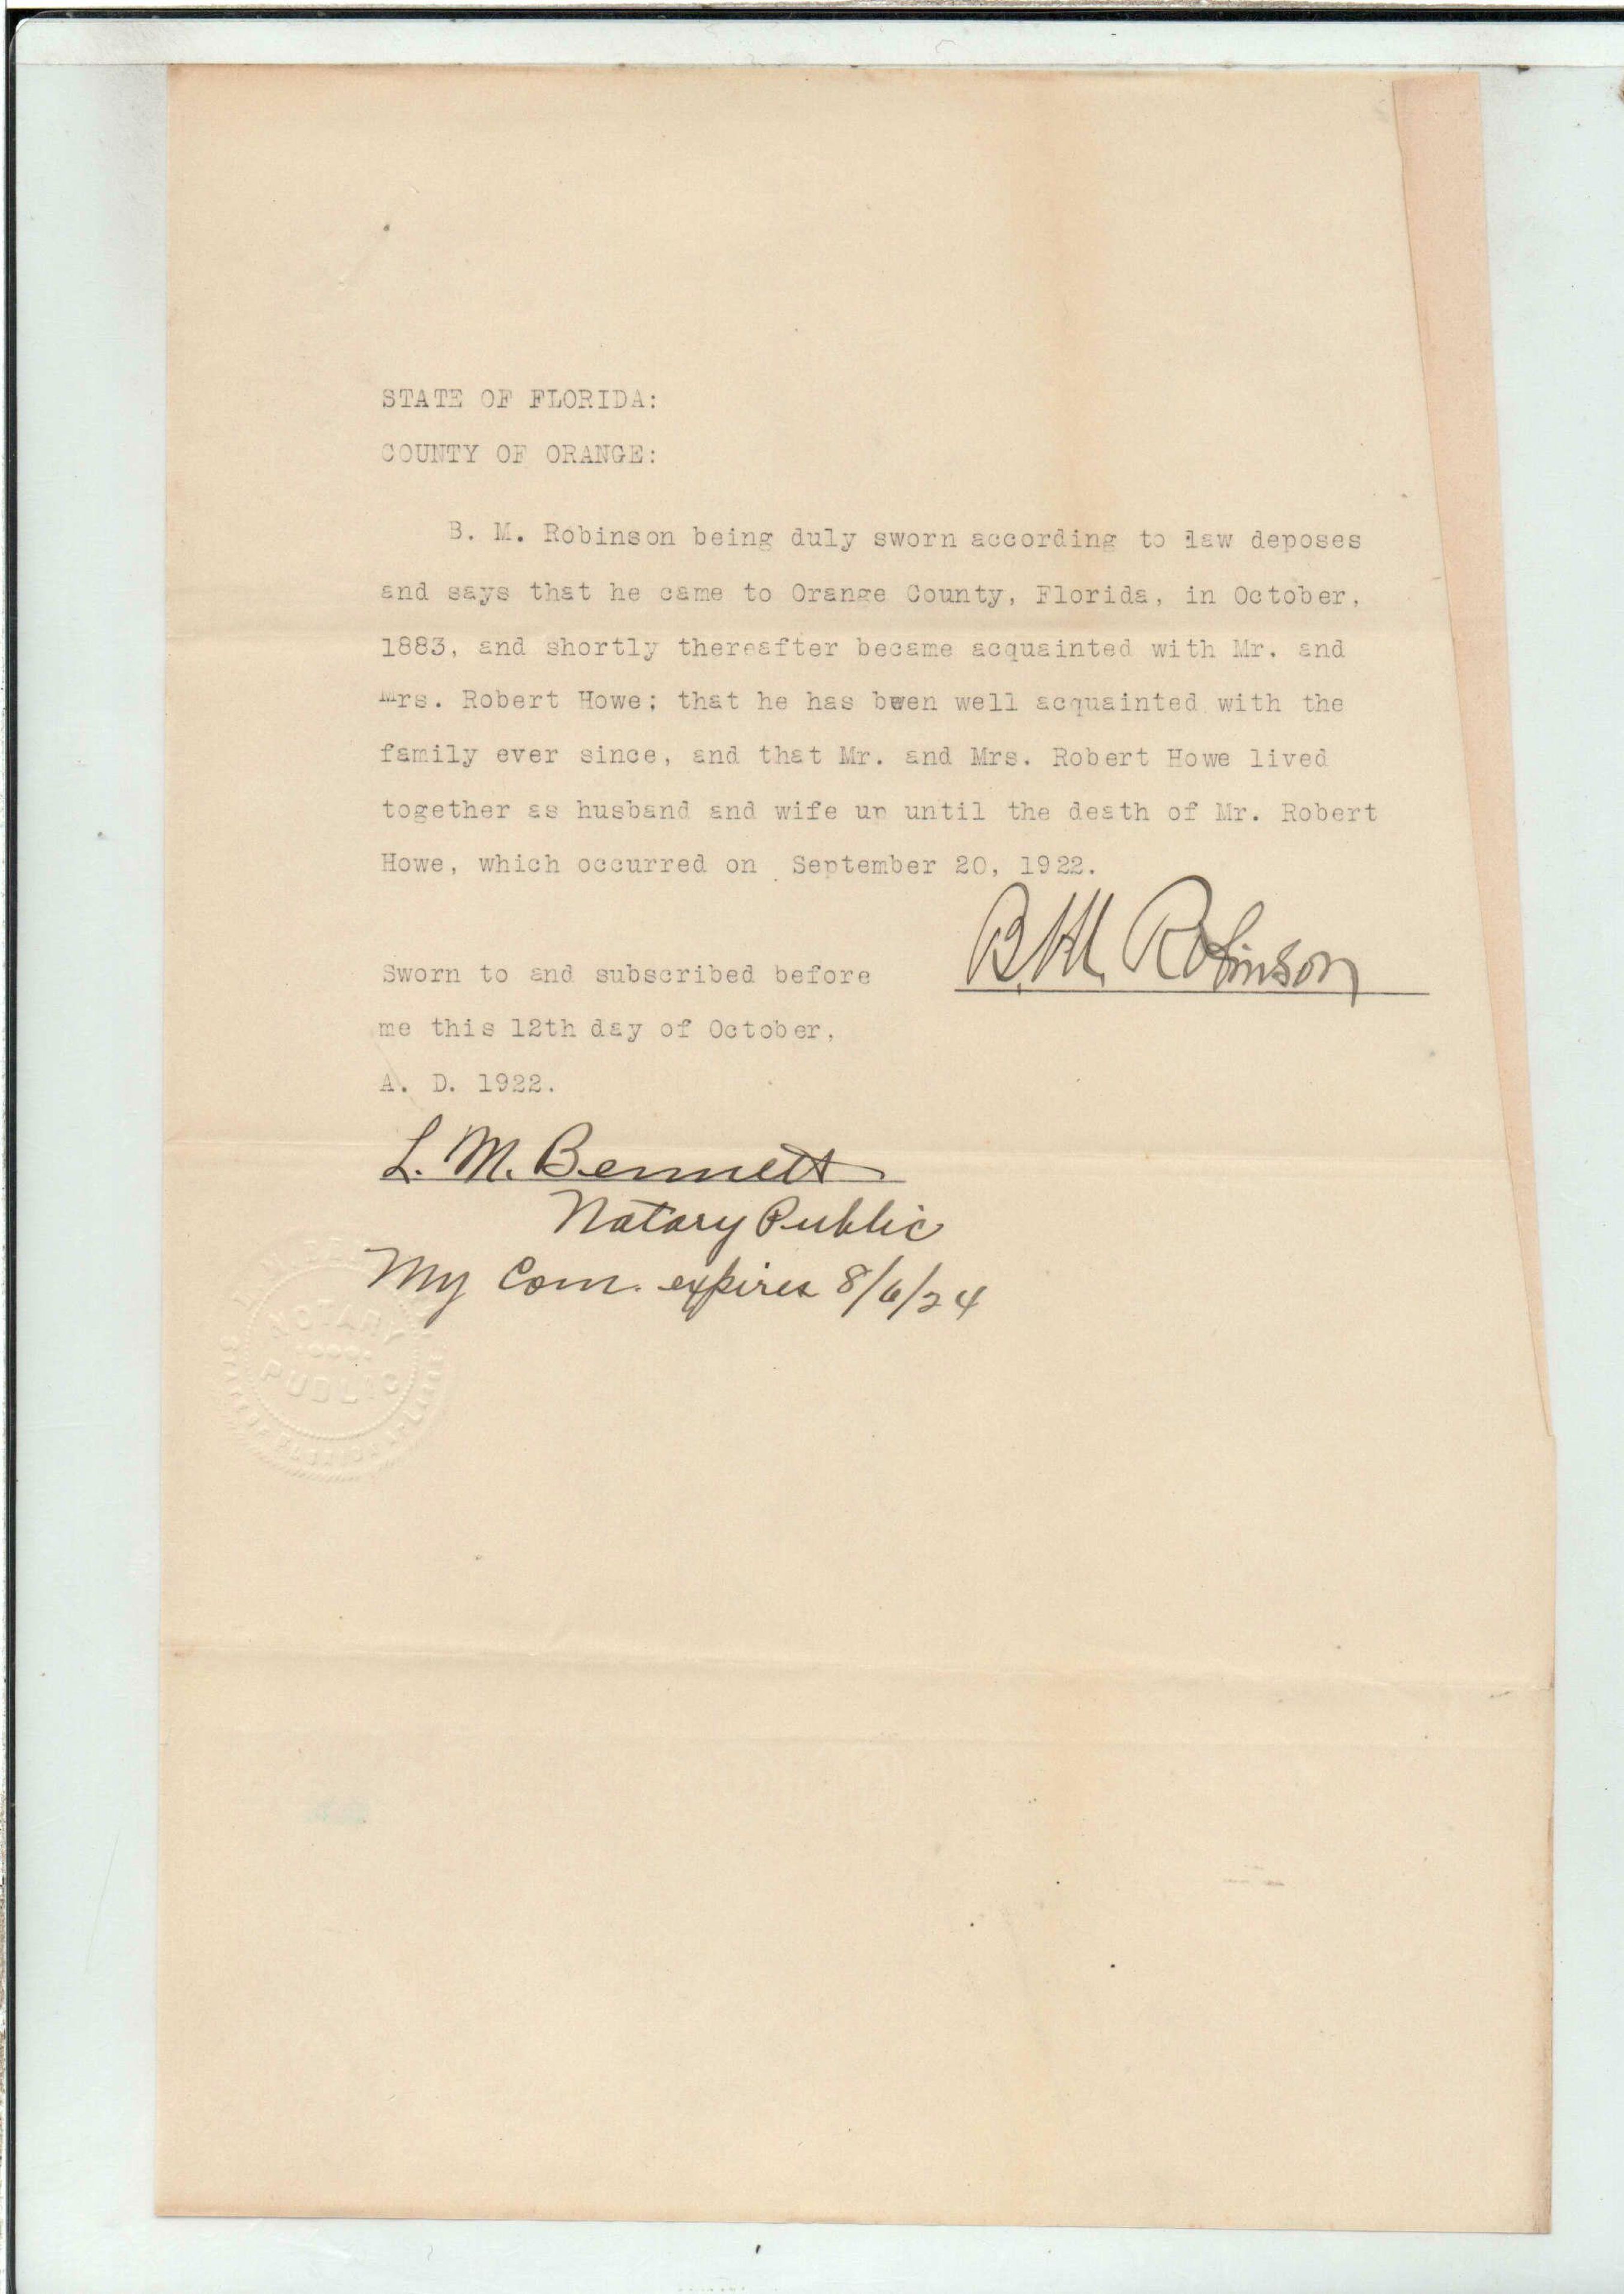 STATE OF FLORIDA:
COUNTY OF ORANGE:
B. M. Robinson being duly sworn according to law deposes
and says that he came to Orange County, Florida, in October,
1883, and shortly thereafter became acquainted with Mr. and
Mrs. Robert Howe; that he has been well acquainted with the
family ever since, and that Mr. and Mrs. Robert Howe lived
together as husband and wife up until the death of Mr. Robert
Howe, which occurred on September 20, 1922.
B. M. Robinson
Sworn to and subscribed before
me this 12th day of October,
A. D. 1922.
L. M. Bennett
Notary Public
My Com. expires 8/6/24
NOTARY
PUBLIC